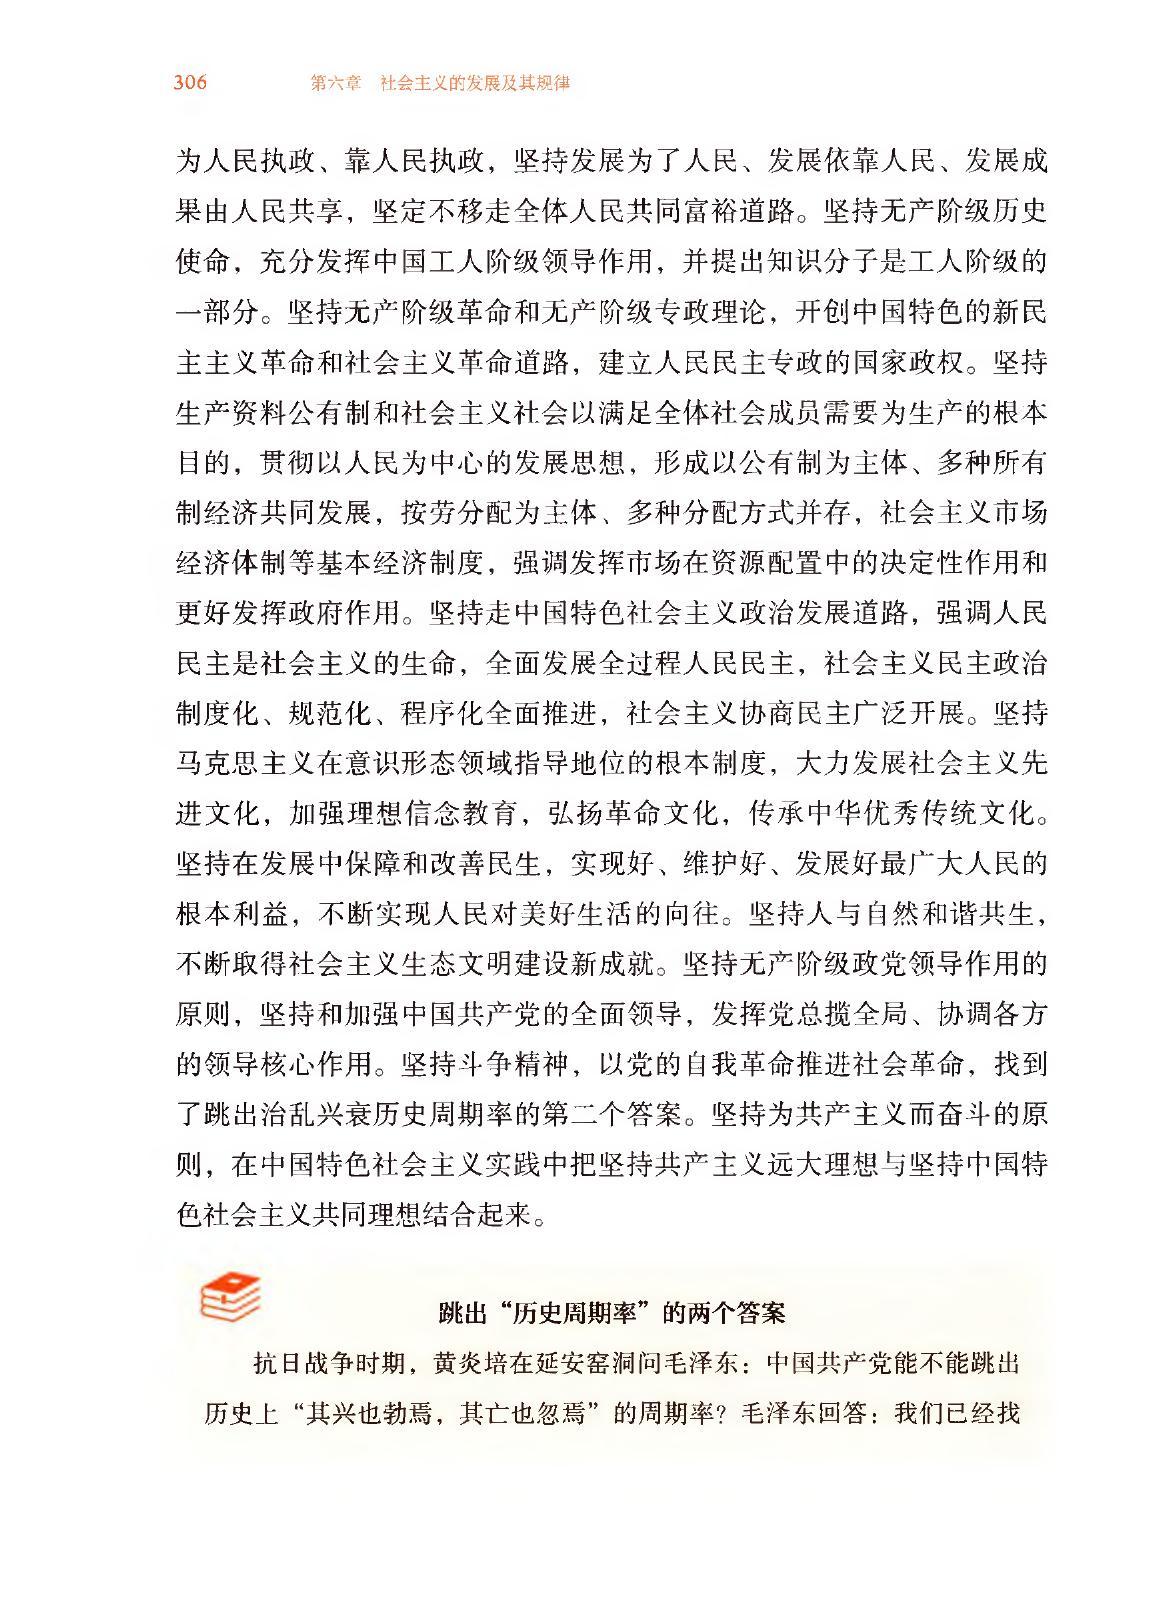 306 第六章 社会主义的发展及其规律
为人民执政、靠人民执政，坚持发展为了人民、发展依靠人民、发展成
果由人民共享，坚定不移走全体人民共同富裕道路。坚持无产阶级历史
使命，充分发挥中国工人阶级领导作用，并提出知识分子是工人阶级的
一部分。坚持无产阶级革命和无产阶级专政理论，开创中国特色的新民
主主义革命和社会主义革命道路，建立人民民主专政的国家政权。坚持
生产资料公有制和社会主义社会以满足全体社会成员需要为生产的根本
目的，贯彻以人民为中心的发展思想，形成以公有制为主体、多种所有
制经济共同发展，按劳分配为主体、多种分配方式并存，社会主义市场
经济体制等基本经济制度，强调发挥市场在资源配置中的决定性作用和
更好发挥政府作用。坚持走中国特色社会主义政治发展道路，强调人民
民主是社会主义的生命，全面发展全过程人民民主，社会主义民主政治
制度化、规范化、程序化全面推进，社会主义协商民主广泛开展。坚持
马克思主义在意识形态领域指导地位的根本制度，大力发展社会主义先
进文化，加强理想信念教育，弘扬革命文化，传承中华优秀传统文化。
坚持在发展中保障和改善民生，实现好、维护好、发展好最广大人民的
根本利益，不断实现人民对美好生活的向往。坚持人与自然和谐共生，
不断取得社会主义生态文明建设新成就。坚持无产阶级政党领导作用的
原则，坚持和加强中国共产党的全面领导，发挥党总揽全局、协调各方
的领导核心作用。坚持斗争精神，以党的自我革命推进社会革命，找到
了跳出治乱兴衰历史周期率的第二个答案。坚持为共产主义而奋斗的原
则，在中国特色社会主义实践中把坚持共产主义远大理想与坚持中国特
色社会主义共同理想结合起来。
跳出“历史周期率”的两个答案
抗日战争时期，黄炎培在延安窑洞问毛泽东：中国共产党能不能跳出
历史上“其兴也勃焉，其亡也忽焉”的周期率？毛泽东回答：我们已经找